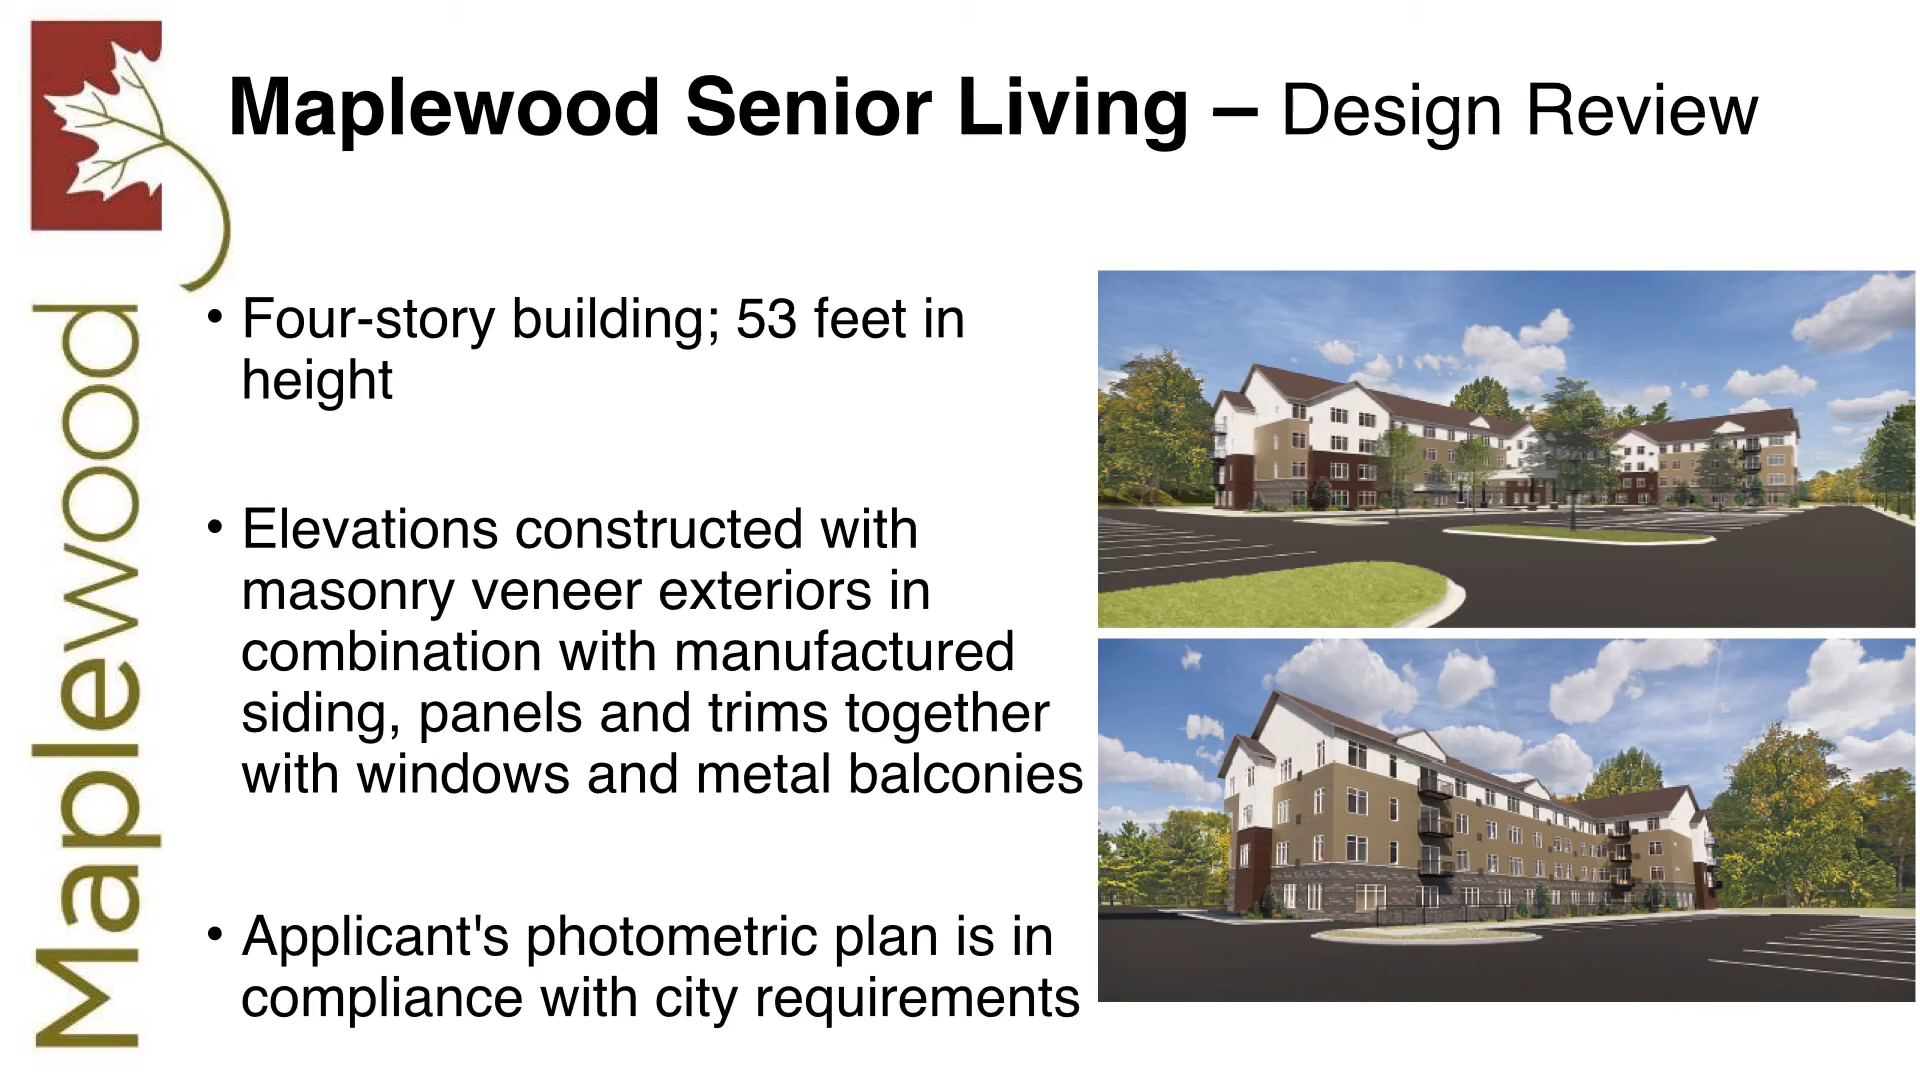 Maplewood
Maplewood Senior Living – Design Review
• Four-story building; 53 feet in
height
• Elevations constructed with
masonry veneer exteriors in
combination with manufactured
siding, panels and trims together
with windows and metal balconies
• Applicant's photometric plan is in
compliance with city requirements